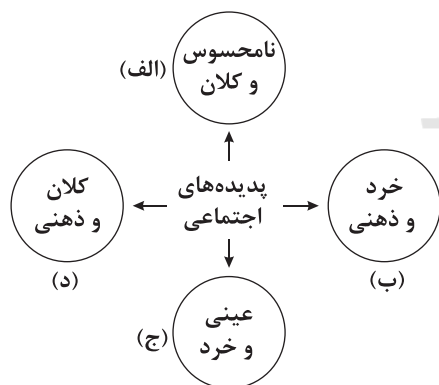 نامحسوس
و کلان
(الف)
پدیده‌های
اجتماعی
خرد
و ذهنی
(ب)
کلان
و ذهنی
(د)
عینی
و خرد
(ج)